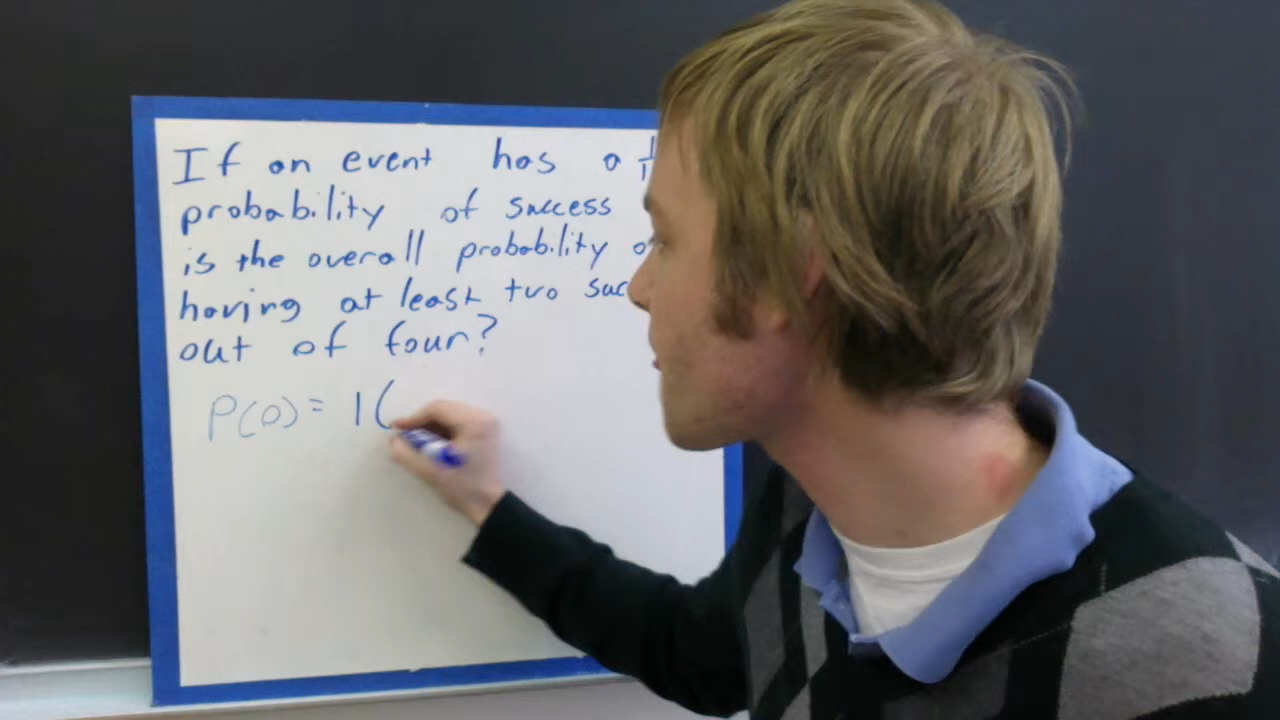 If an event has a
probability of success
is the overall probability
having at least two
out of four?
P(0) = 1(